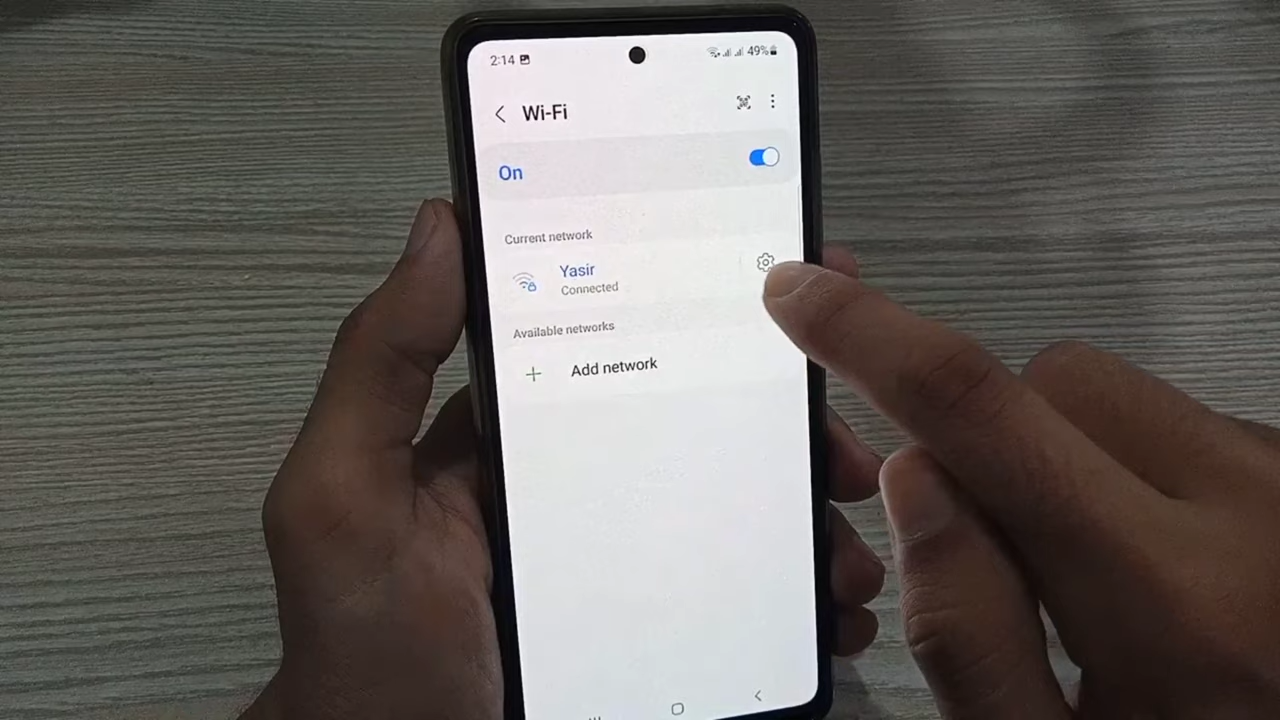 2:14 49%
Wi-Fi
On
Current network
Yasir
Connected
Available networks
Add network